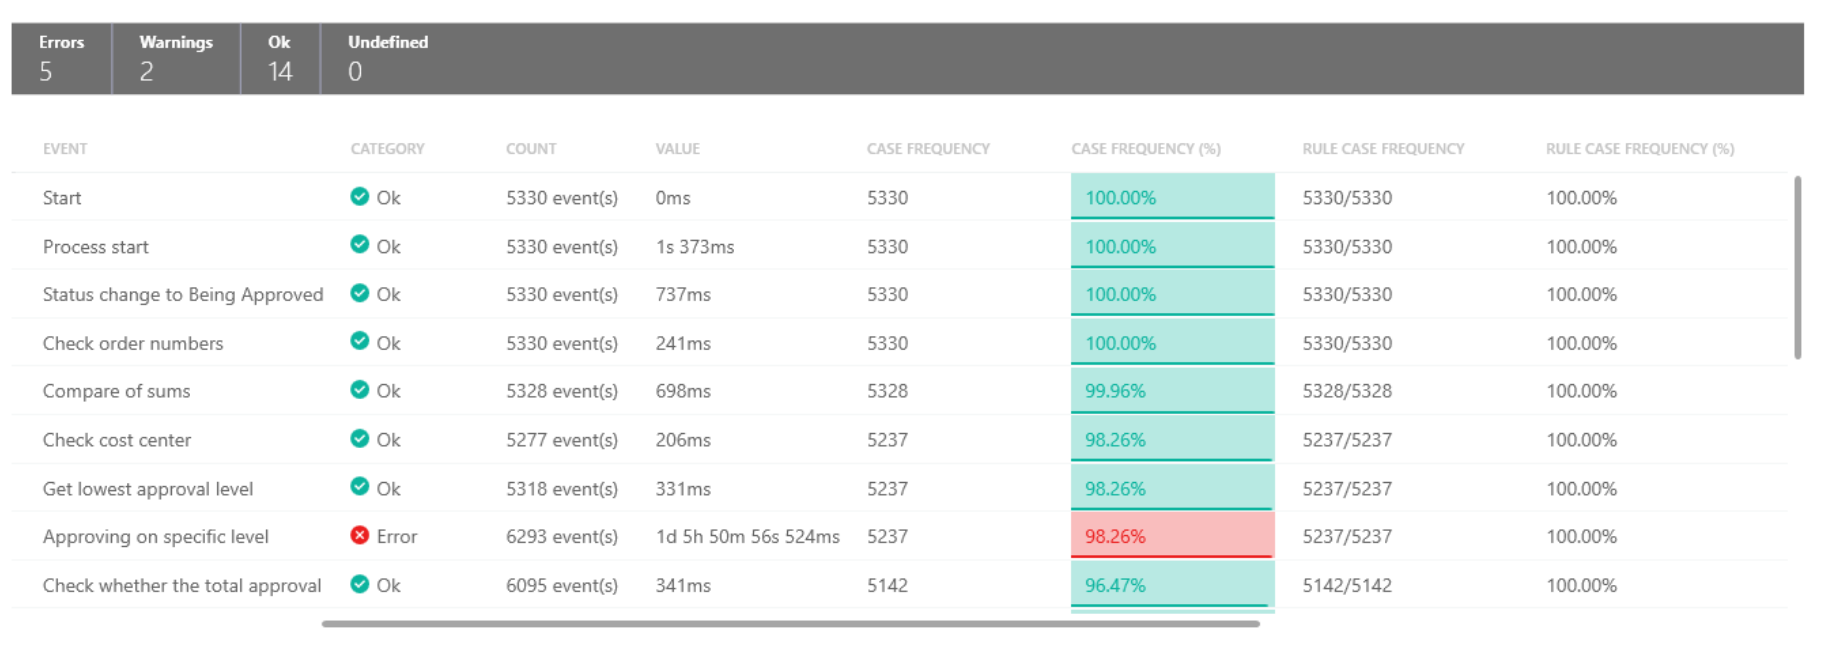 Errors Warnings Ok Undefined
5 2 14 0
EVENT CATEGORY COUNT VALUE CASE FREQUENCY CASE FREQUENCY (%) RULE CASE FREQUENCY RULE CASE FREQUENCY (%)
Start Ok 5330 event(s) 0ms 5330 100.00% 5330/5330 100.00%
Process start Ok 5330 event(s) 1s 373ms 5330 100.00% 5330/5330 100.00%
Status change to Being Approved Ok 5330 event(s) 737ms 5330 100.00% 5330/5330 100.00%
Check order numbers Ok 5330 event(s) 241ms 5330 100.00% 5330/5330 100.00%
Compare of sums Ok 5328 event(s) 698ms 5328 99.96% 5328/5328 100.00%
Check cost center Ok 5277 event(s) 206ms 5237 98.26% 5237/5237 100.00%
Get lowest approval level Ok 5318 event(s) 331ms 5237 98.26% 5237/5237 100.00%
Approving on specific level Error 6293 event(s) 1d 5h 50m 56s 524ms 5237 98.26% 5237/5237 100.00%
Check whether the total approval Ok 6095 event(s) 341ms 5142 96.47% 5142/5142 100.00%